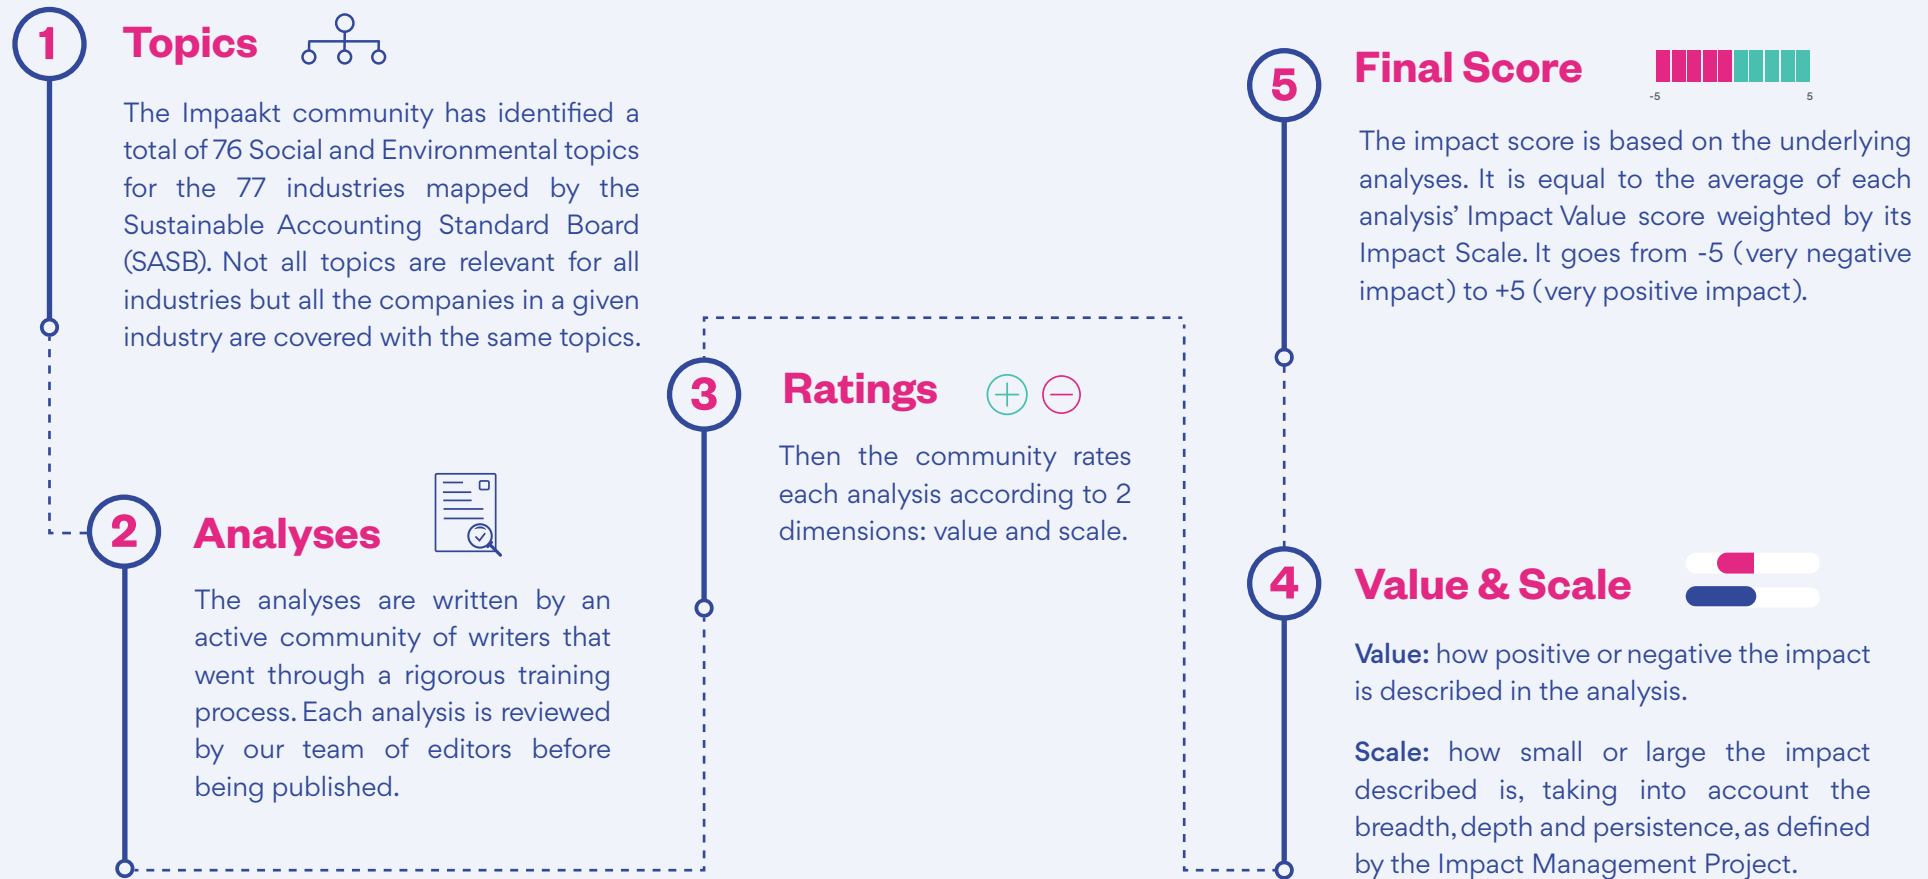 1
Topics
The Impaakt community has identified a
total of 76 Social and Environmental topics
for the 77 industries mapped by the
Sustainable Accounting Standard Board
(SASB). Not all topics are relevant for all
industries but all the companies in a given
industry are covered with the same topics.
2
Analyses
The analyses are written by an
active community of writers that
went through a rigorous training
process. Each analysis is reviewed
by our team of editors before
being published.
3
Ratings
Then the community rates
each analysis according to 2
dimensions: value and scale.
4
Value & Scale
Value: how positive or negative the impact
is described in the analysis.
Scale: how small or large the impact
described is, taking into account the
breadth, depth and persistence, as defined
by the Impact Management Project.
5
Final Score
-5 5
The impact score is based on the underlying
analyses. It is equal to the average of each
analysis’ Impact Value score weighted by its
Impact Scale. It goes from -5 (very negative
impact) to +5 (very positive impact).